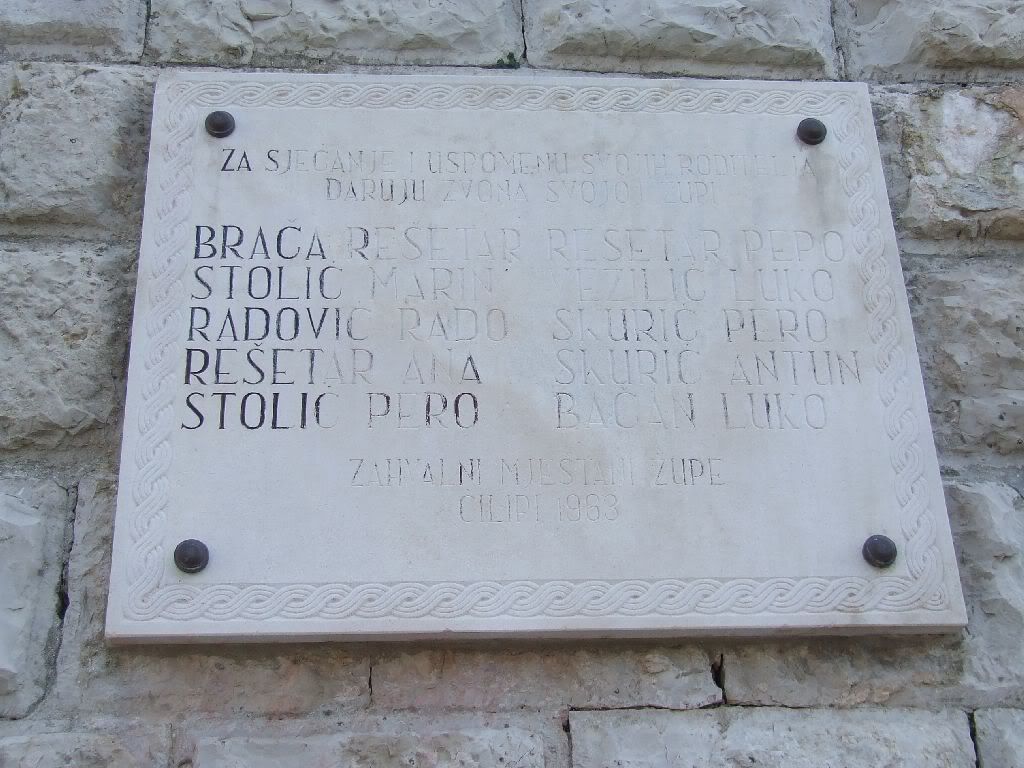 ZA SJEĆANJE I USPOMENU SVOJIH RODITELJA
DARUJU ZVONA SVOJOJ ŽUPI
BRAĆA REŠETAR REŠETAR PEPO
STOLIĆ MARIN VEZILIĆ LUKO
RADOVIĆ RADO SKURIĆ PERO
REŠETAR ANA SKURIĆ ANTUN
STOLIĆ PERO BAČAN LUKO
ZAHVALNI MJEŠTANI ŽUPE
ĆILIPI 1983